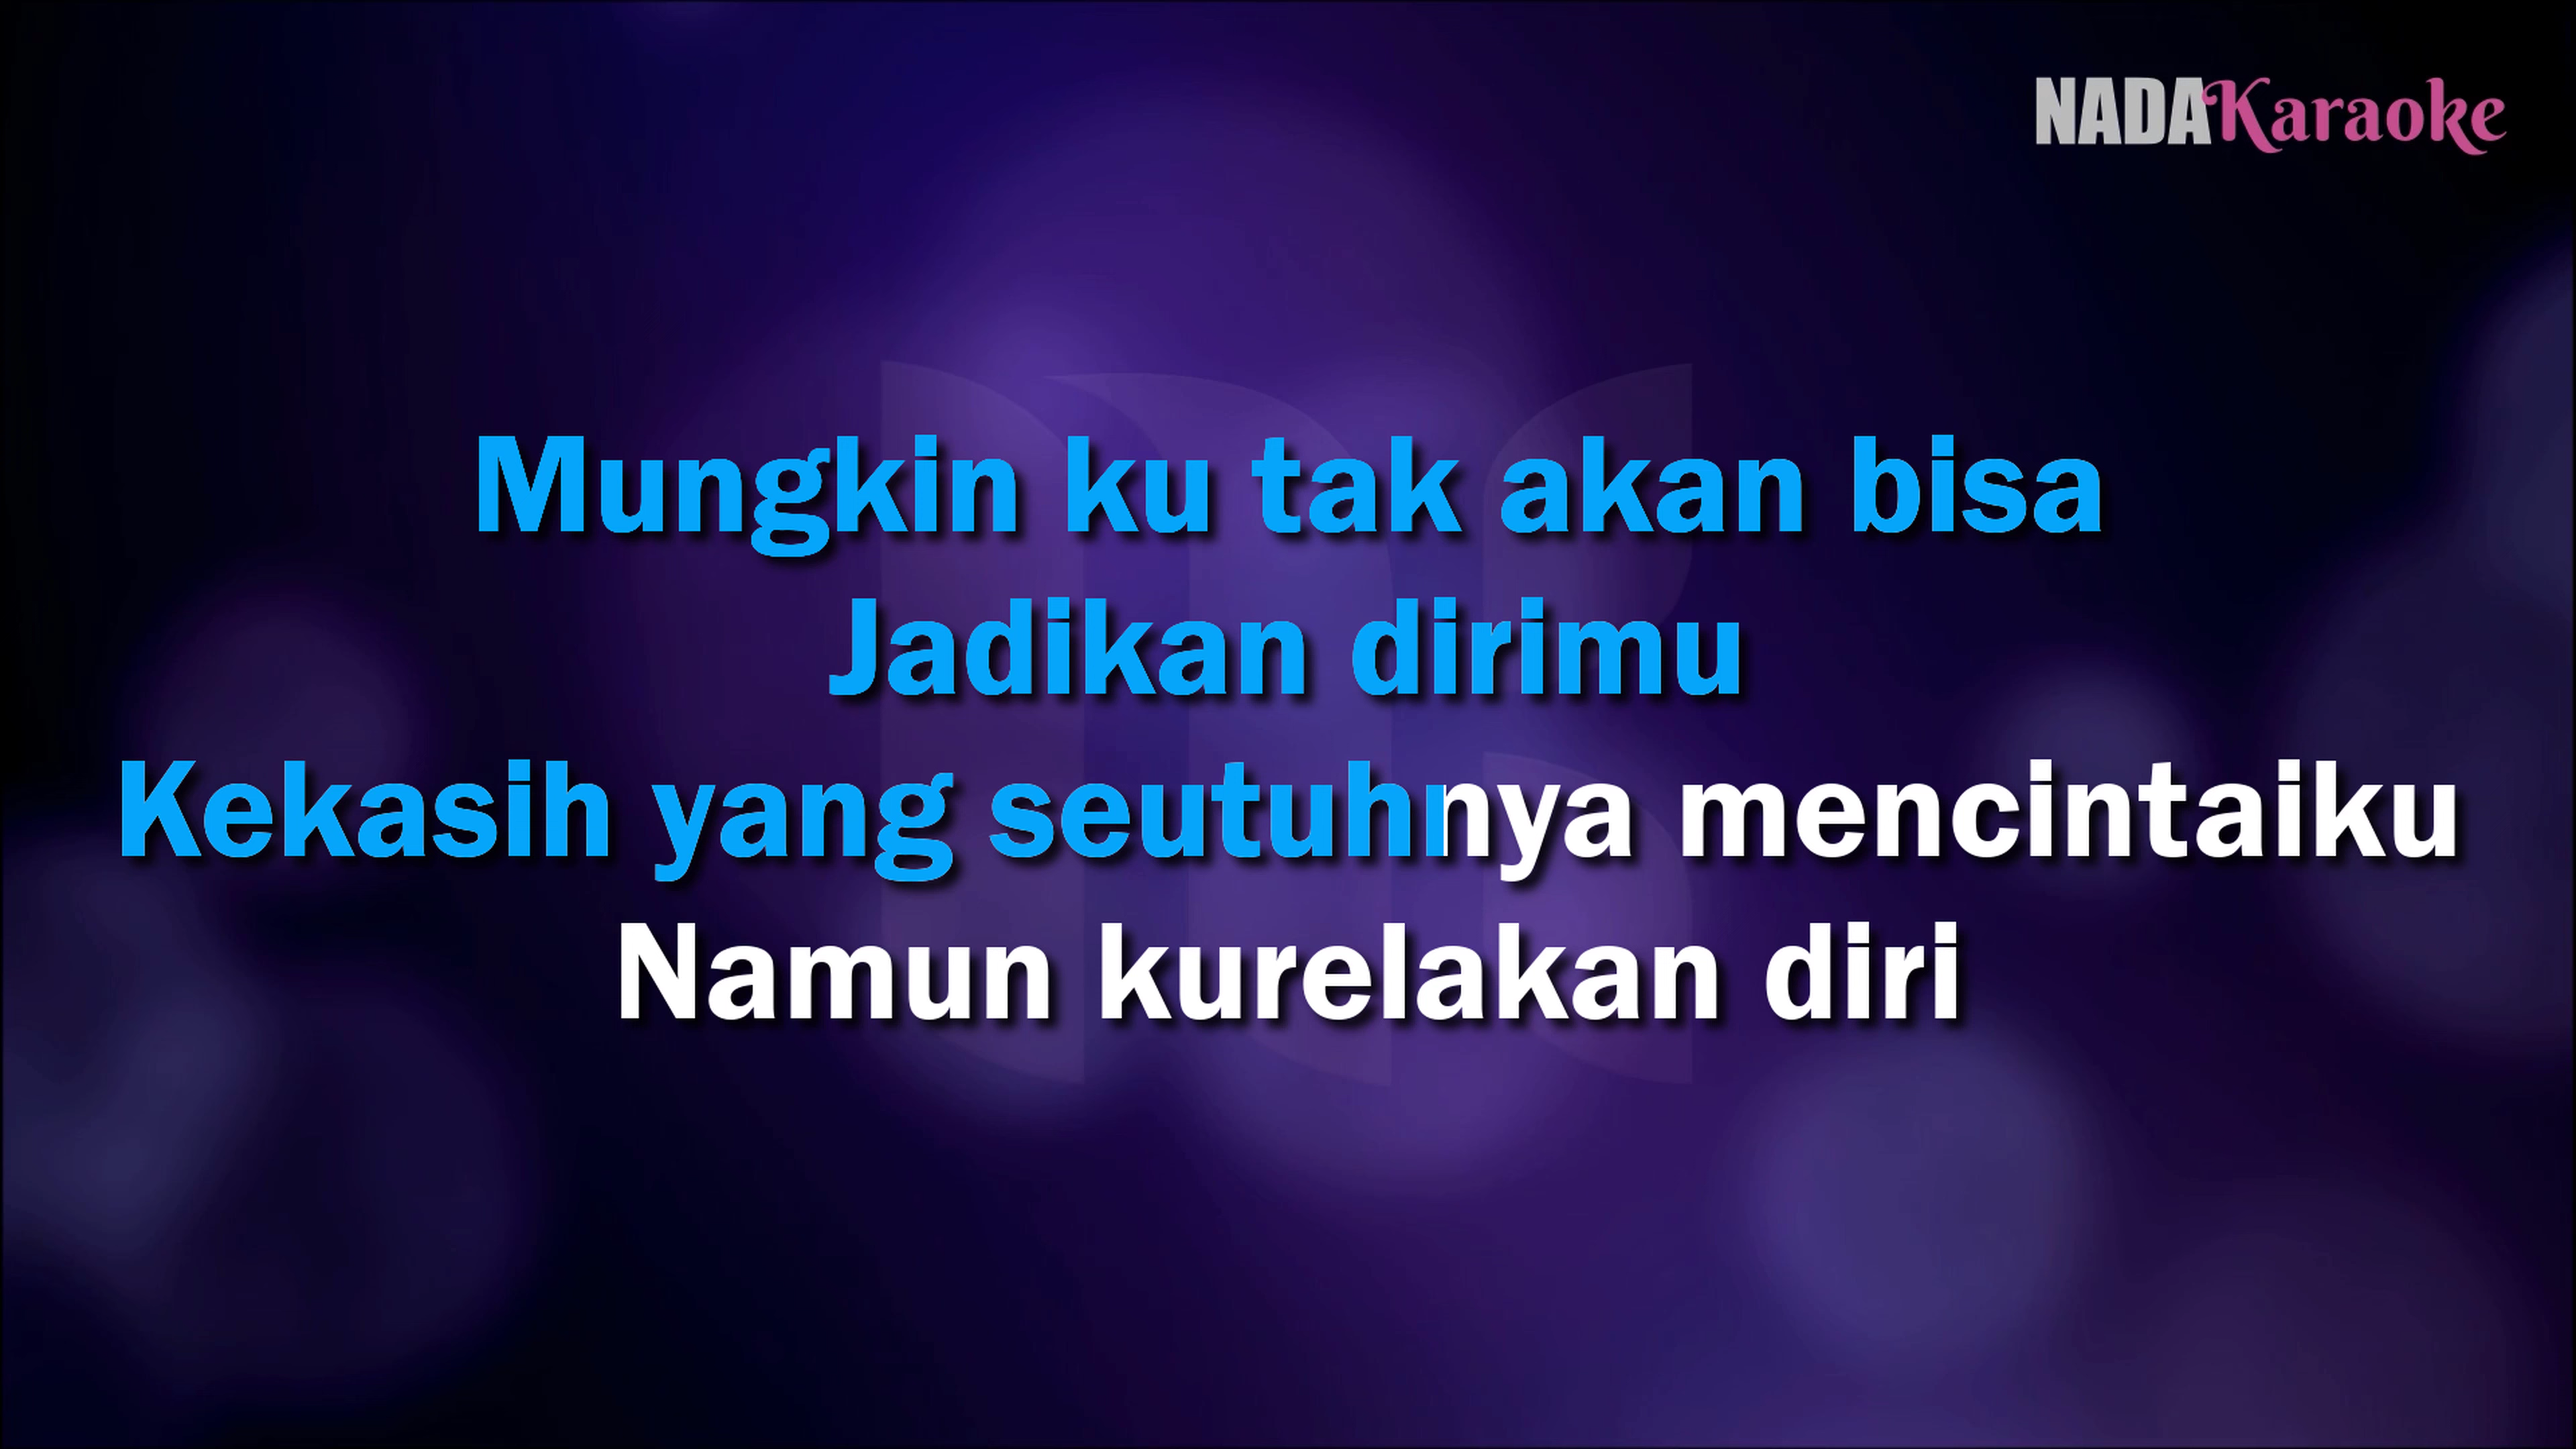 NADAKaraoke
Mungkin ku tak akan bisa
Jadikan dirimu
Kekasih yang seutuhnya mencintaiku
Namun kurelakan diri